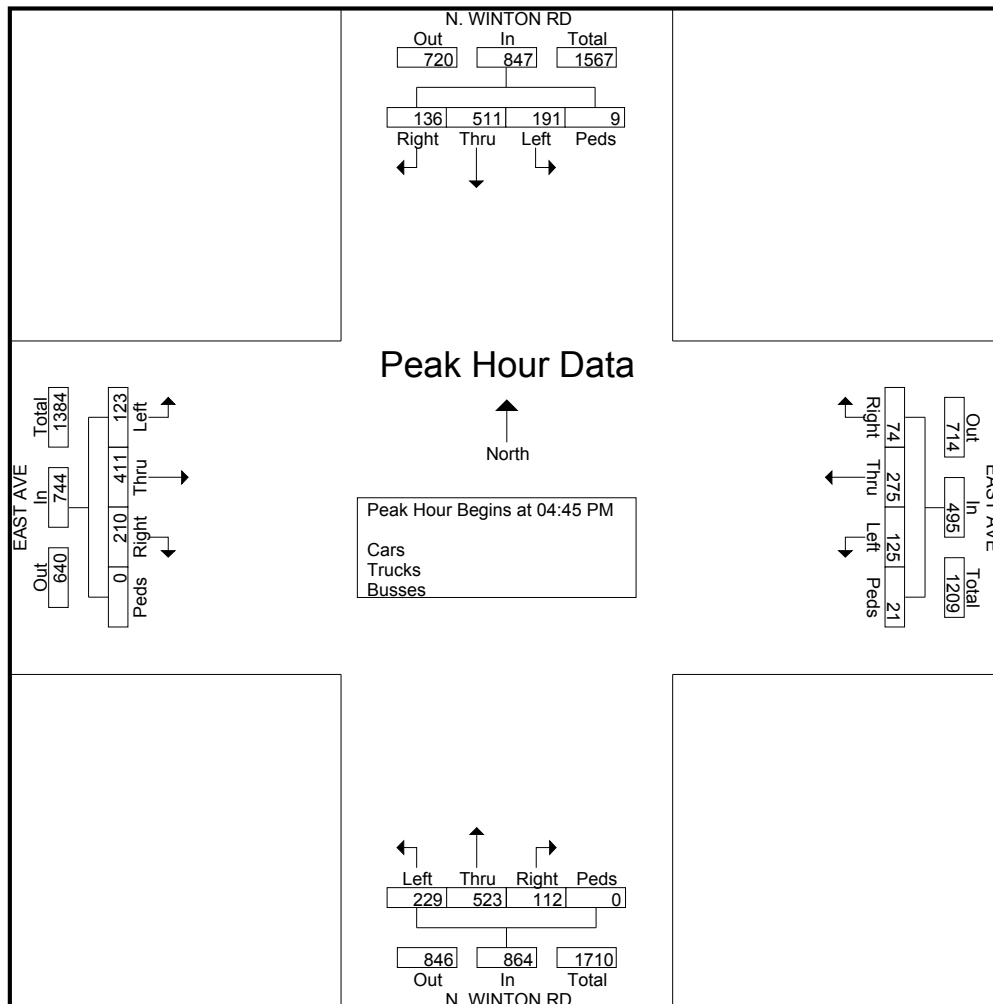 N. WINTON RD
Out In Total
720 847 1567
136 511 191 9
Right Thru Left Peds
Peak Hour Data
North
Peak Hour Begins at 04:45 PM
Cars
Trucks
Busses
EAST AVE
Out In Total
640 744 1384
0 210 411 123
Peds Right Thru Left
EAST AVE
Out In Total
714 495 1209
74 275 125 21
Right Thru Left Peds
Left Thru Right Peds
229 523 112 0
846 864 1710
Out In Total
N. WINTON RD